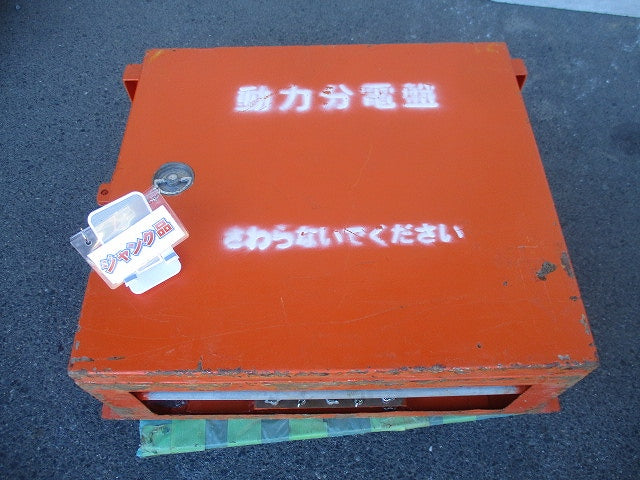 動力分電盤
さわらないでください
ジャンク品